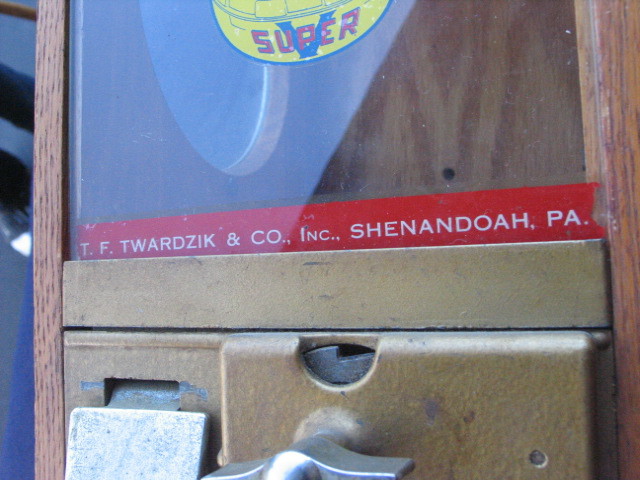 SUPER
V
T. F. TWARDZIK & CO., INC., SHENANDOAH, PA.